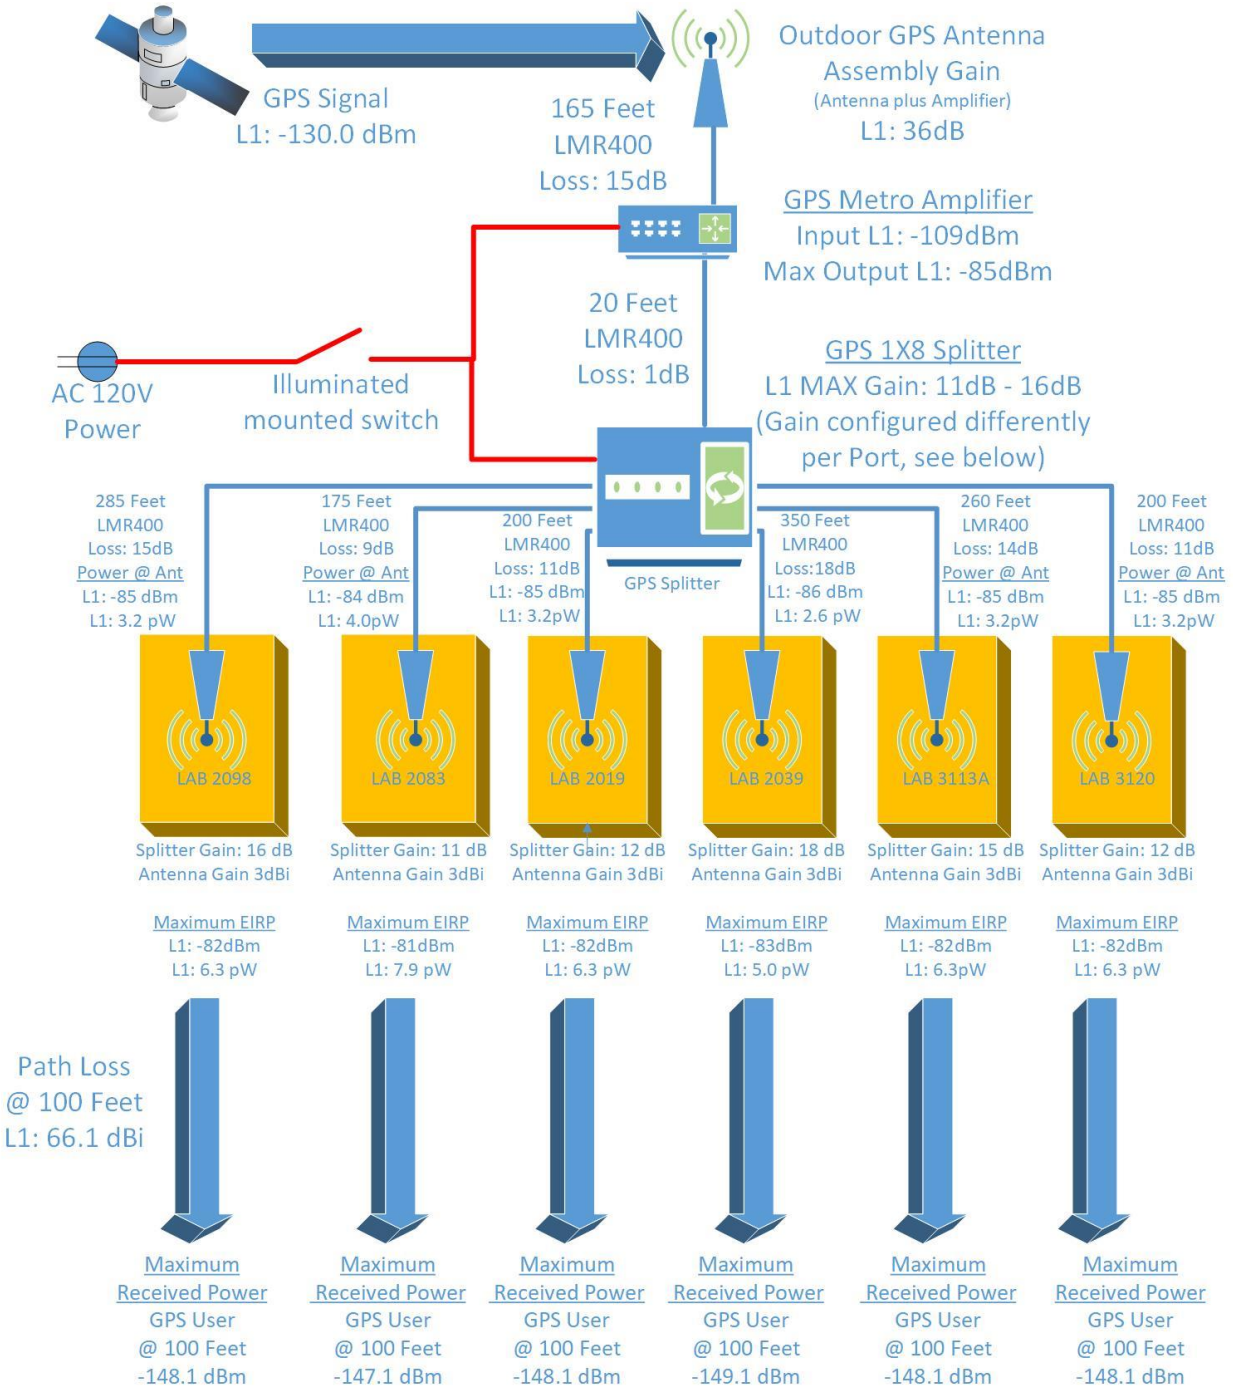 GPS Signal
L1: -130.0 dBm
Outdoor GPS Antenna
Assembly Gain
(Antenna plus Amplifier)
L1: 36dB
165 Feet
LMR400
Loss: 15dB
GPS Metro Amplifier
Input L1: -109dBm
Max Output L1: -85dBm
20 Feet
LMR400
Loss: 1dB
GPS 1X8 Splitter
L1 MAX Gain: 11dB - 16dB
(Gain configured differently
per Port, see below)
AC 120V
Power
Illuminated
mounted switch
GPS Splitter
285 Feet
LMR400
Loss: 15dB
Power @ Ant
L1: -85 dBm
L1: 3.2 pW
175 Feet
LMR400
Loss: 9dB
Power @ Ant
L1: -84 dBm
L1: 4.0pW
200 Feet
LMR400
Loss: 11dB
L1: -85 dBm
L1: 3.2pW
350 Feet
LMR400
Loss:18dB
L1: -86 dBm
L1: 2.6 pW
260 Feet
LMR400
Loss: 14dB
Power @ Ant
L1: -85 dBm
L1: 3.2pW
200 Feet
LMR400
Loss: 11dB
Power @ Ant
L1: -85 dBm
L1: 3.2pW
LAB 2098
LAB 2083
LAB 2019
LAB 2039
LAB 3113A
LAB 3120
Splitter Gain: 16 dB
Antenna Gain 3dBi
Splitter Gain: 11 dB
Antenna Gain 3dBi
Splitter Gain: 12 dB
Antenna Gain 3dBi
Splitter Gain: 18 dB
Antenna Gain 3dBi
Splitter Gain: 15 dB
Antenna Gain 3dBi
Splitter Gain: 12 dB
Antenna Gain 3dBi
Maximum EIRP
L1: -82dBm
L1: 6.3 pW
Maximum EIRP
L1: -81dBm
L1: 7.9 pW
Maximum EIRP
L1: -82dBm
L1: 6.3 pW
Maximum EIRP
L1: -83dBm
L1: 5.0 pW
Maximum EIRP
L1: -82dBm
L1: 6.3pW
Maximum EIRP
L1: -82dBm
L1: 6.3 pW
Path Loss
@ 100 Feet
L1: 66.1 dBi
Maximum
Received Power
GPS User
@ 100 Feet
-148.1 dBm
Maximum
Received Power
GPS User
@ 100 Feet
-147.1 dBm
Maximum
Received Power
GPS User
@ 100 Feet
-148.1 dBm
Maximum
Received Power
GPS User
@ 100 Feet
-149.1 dBm
Maximum
Received Power
GPS User
@ 100 Feet
-148.1 dBm
Maximum
Received Power
GPS User
@ 100 Feet
-148.1 dBm